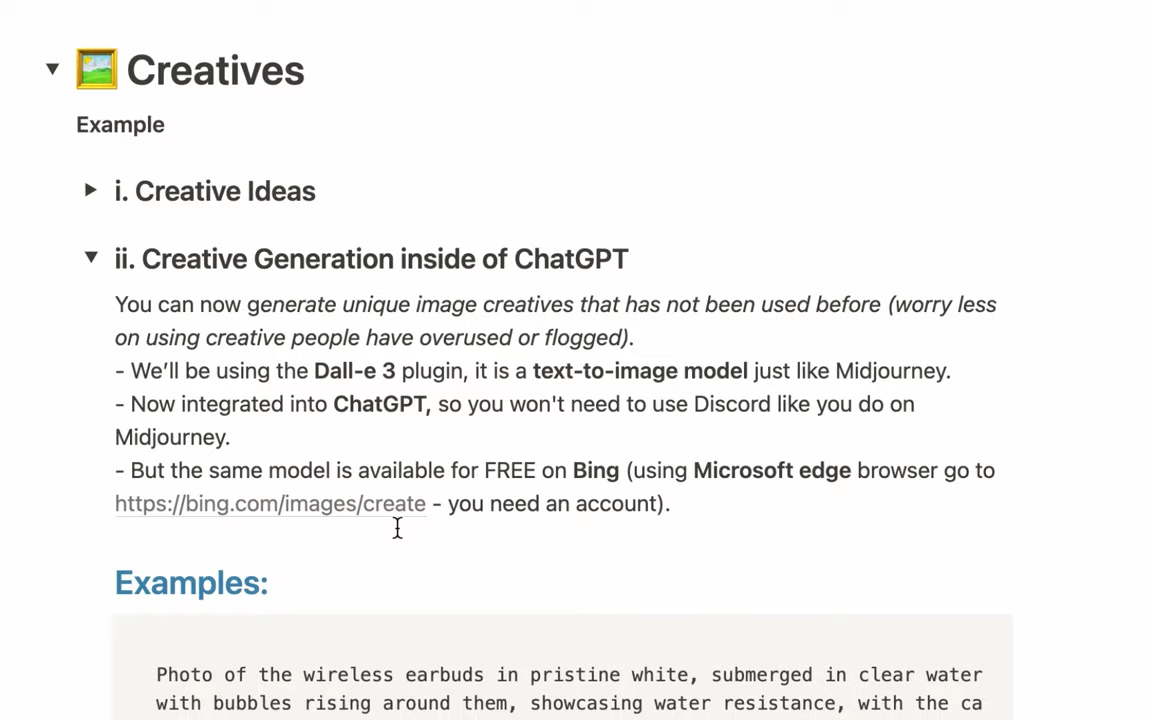 Creatives
Example
i. Creative Ideas
ii. Creative Generation inside of ChatGPT
You can now generate unique image creatives that has not been used before (worry less
on using creative people have overused or flogged).
- We’ll be using the Dall-e 3 plugin, it is a text-to-image model just like Midjourney.
- Now integrated into ChatGPT, so you won't need to use Discord like you do on
Midjourney.
- But the same model is available for FREE on Bing (using Microsoft edge browser go to
https://bing.com/images/create - you need an account).
Examples:
Photo of the wireless earbuds in pristine white, submerged in clear water
with bubbles rising around them, showcasing water resistance, with the ca